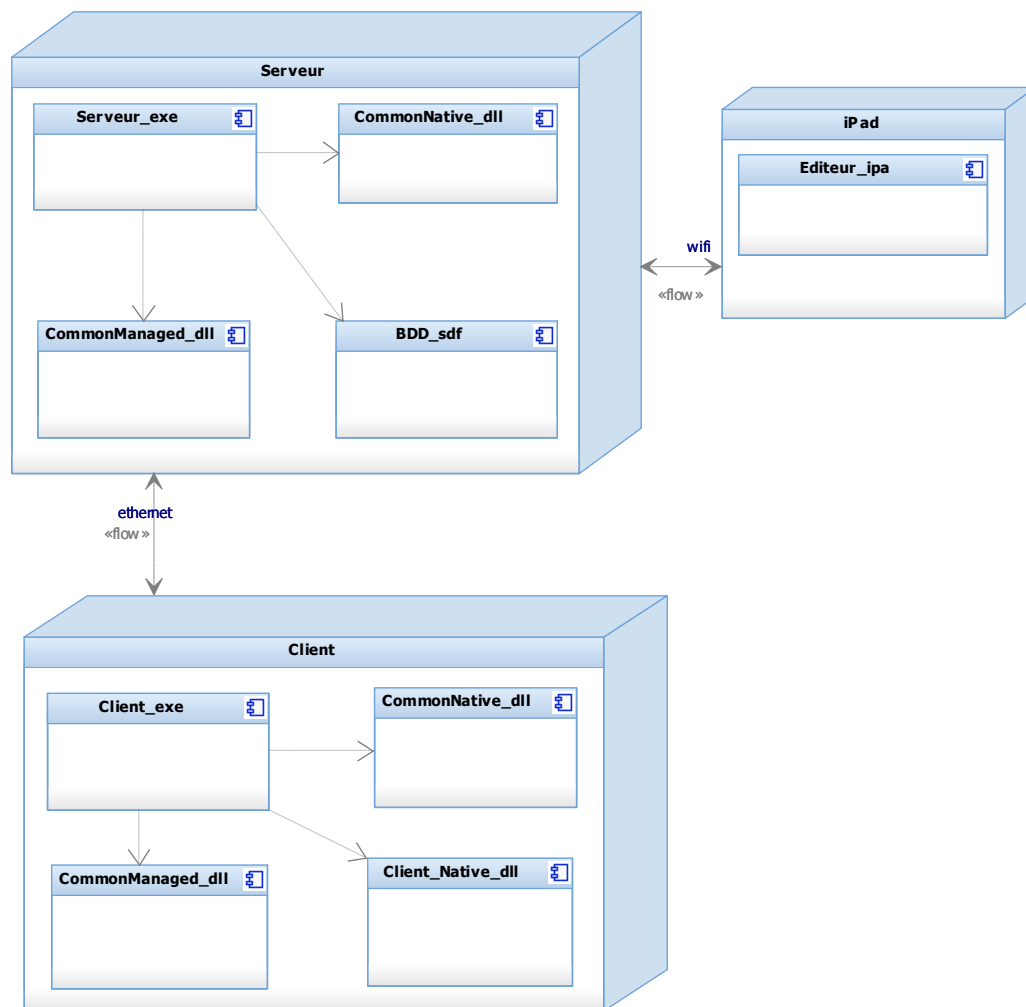 Serveur
Serveur_exe
CommonNative_dll
CommonManaged_dll
BDD_sdf
iPad
Editeur_ipa
wifi
«flow»
ethernet
«flow»
Client
Client_exe
CommonNative_dll
CommonManaged_dll
Client_Native_dll